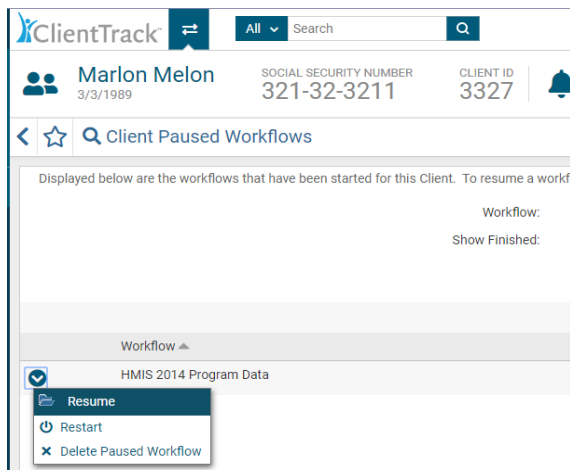 ClientTrack™
All Search
Marlon Melon
3/3/1989
SOCIAL SECURITY NUMBER
321-32-3211
CLIENT ID
3327
Client Paused Workflows
Displayed below are the workflows that have been started for this Client. To resume a workf
Workflow:
Show Finished:
Workflow
HMIS 2014 Program Data
Resume
Restart
Delete Paused Workflow